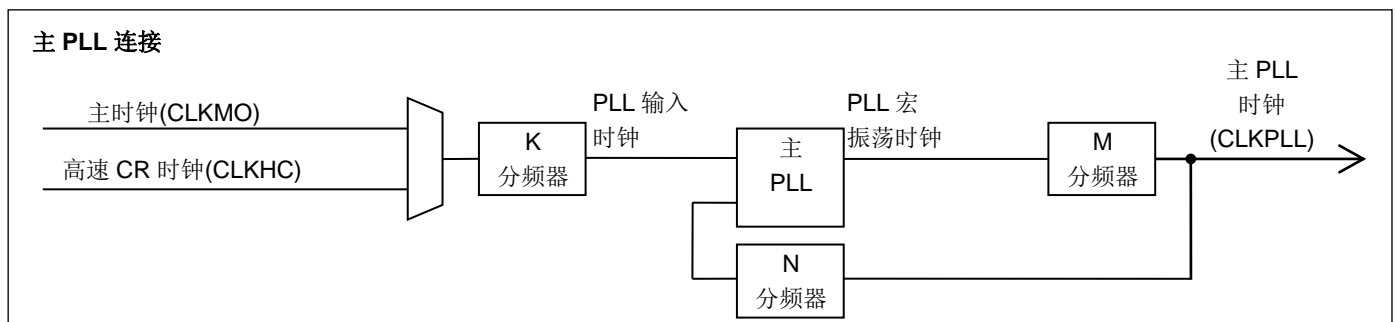 主 PLL 连接
主时钟(CLKMO)
高速 CR 时钟(CLKHC)
K
分频器
PLL 输入
时钟
主
PLL
PLL 宏
振荡时钟
M
分频器
主 PLL
时钟
(CLKPLL)
N
分频器